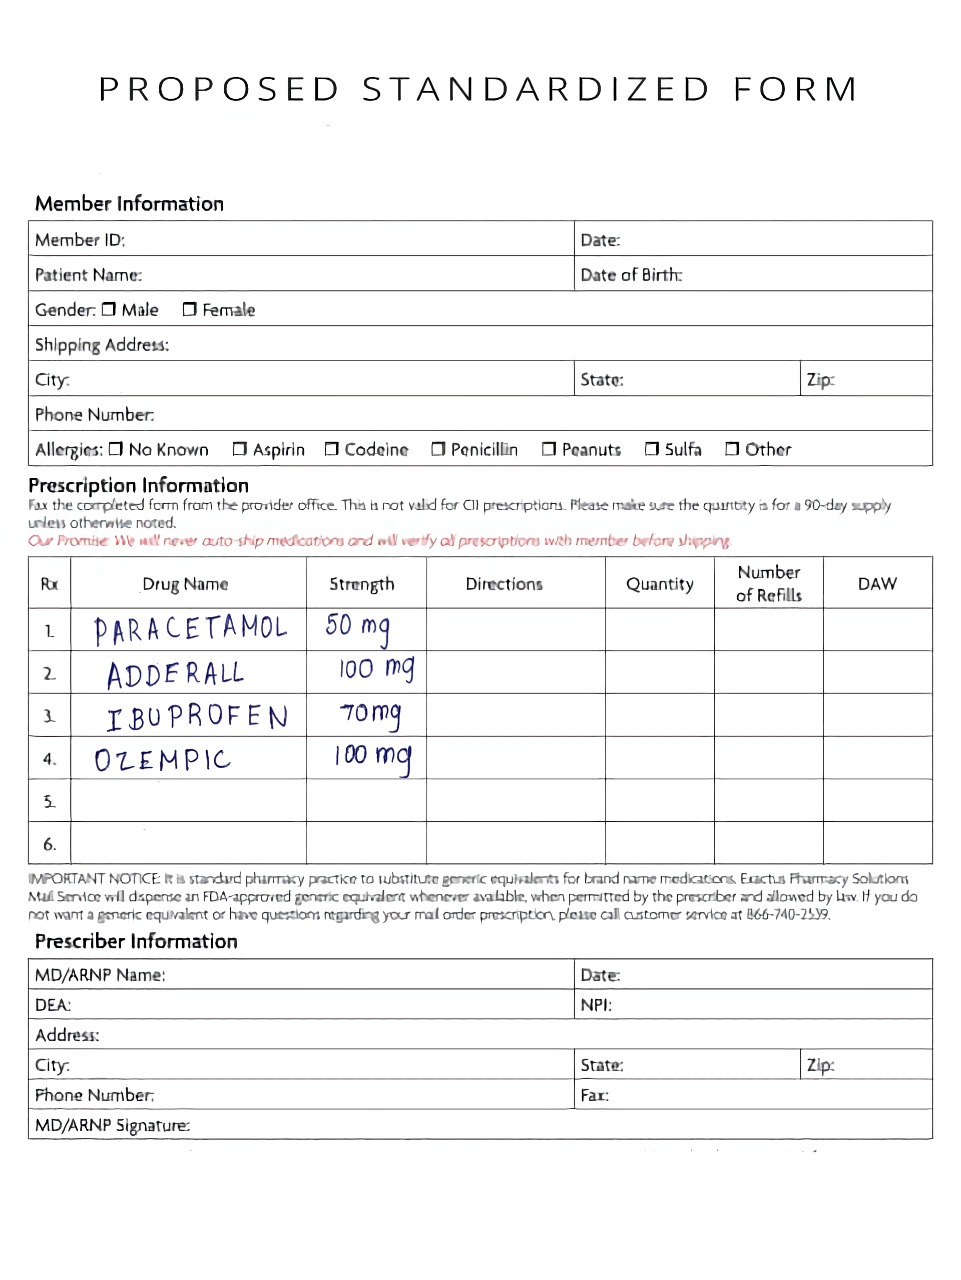 PROPOSED STANDARDIZED FORM
Member Information
Member ID: Date:
Patient Name: Date of Birth:
Gender: ☐ Male ☐ Female
Shipping Address:
City: State: Zip:
Phone Number:
Allergies: ☐ No Known ☐ Aspirin ☐ Codeine ☐ Penicillin ☐ Peanuts ☐ Sulfa ☐ Other
Prescription Information
Fax the completed form from the provider office. This is not valid for CII prescriptions. Please make sure the quantity is for a 90-day supply
unless otherwise noted.
Our Promise: We will never auto-ship medications and will verify all prescriptions with member before shipping.
Rx Drug Name Strength Directions Quantity Number of Refills DAW
1. PARACETAMOL 50 mg
2. ADDERALL 100 mg
3. IBUPROFEN 70mg
4. OZEMPIC 100 mg
5.
6.
IMPORTANT NOTICE: It is standard pharmacy practice to substitute generic equivalents for brand name medications. Exactus Pharmacy Solutions
Mail Service will dispense an FDA-approved generic equivalent whenever available, when permitted by the prescriber and allowed by law. If you do
not want a generic equivalent or have questions regarding your mail order prescription, please call customer service at 866-740-2539.
Prescriber Information
MD/ARNP Name: Date:
DEA: NPI:
Address:
City: State: Zip:
Phone Number: Fax:
MD/ARNP Signature: